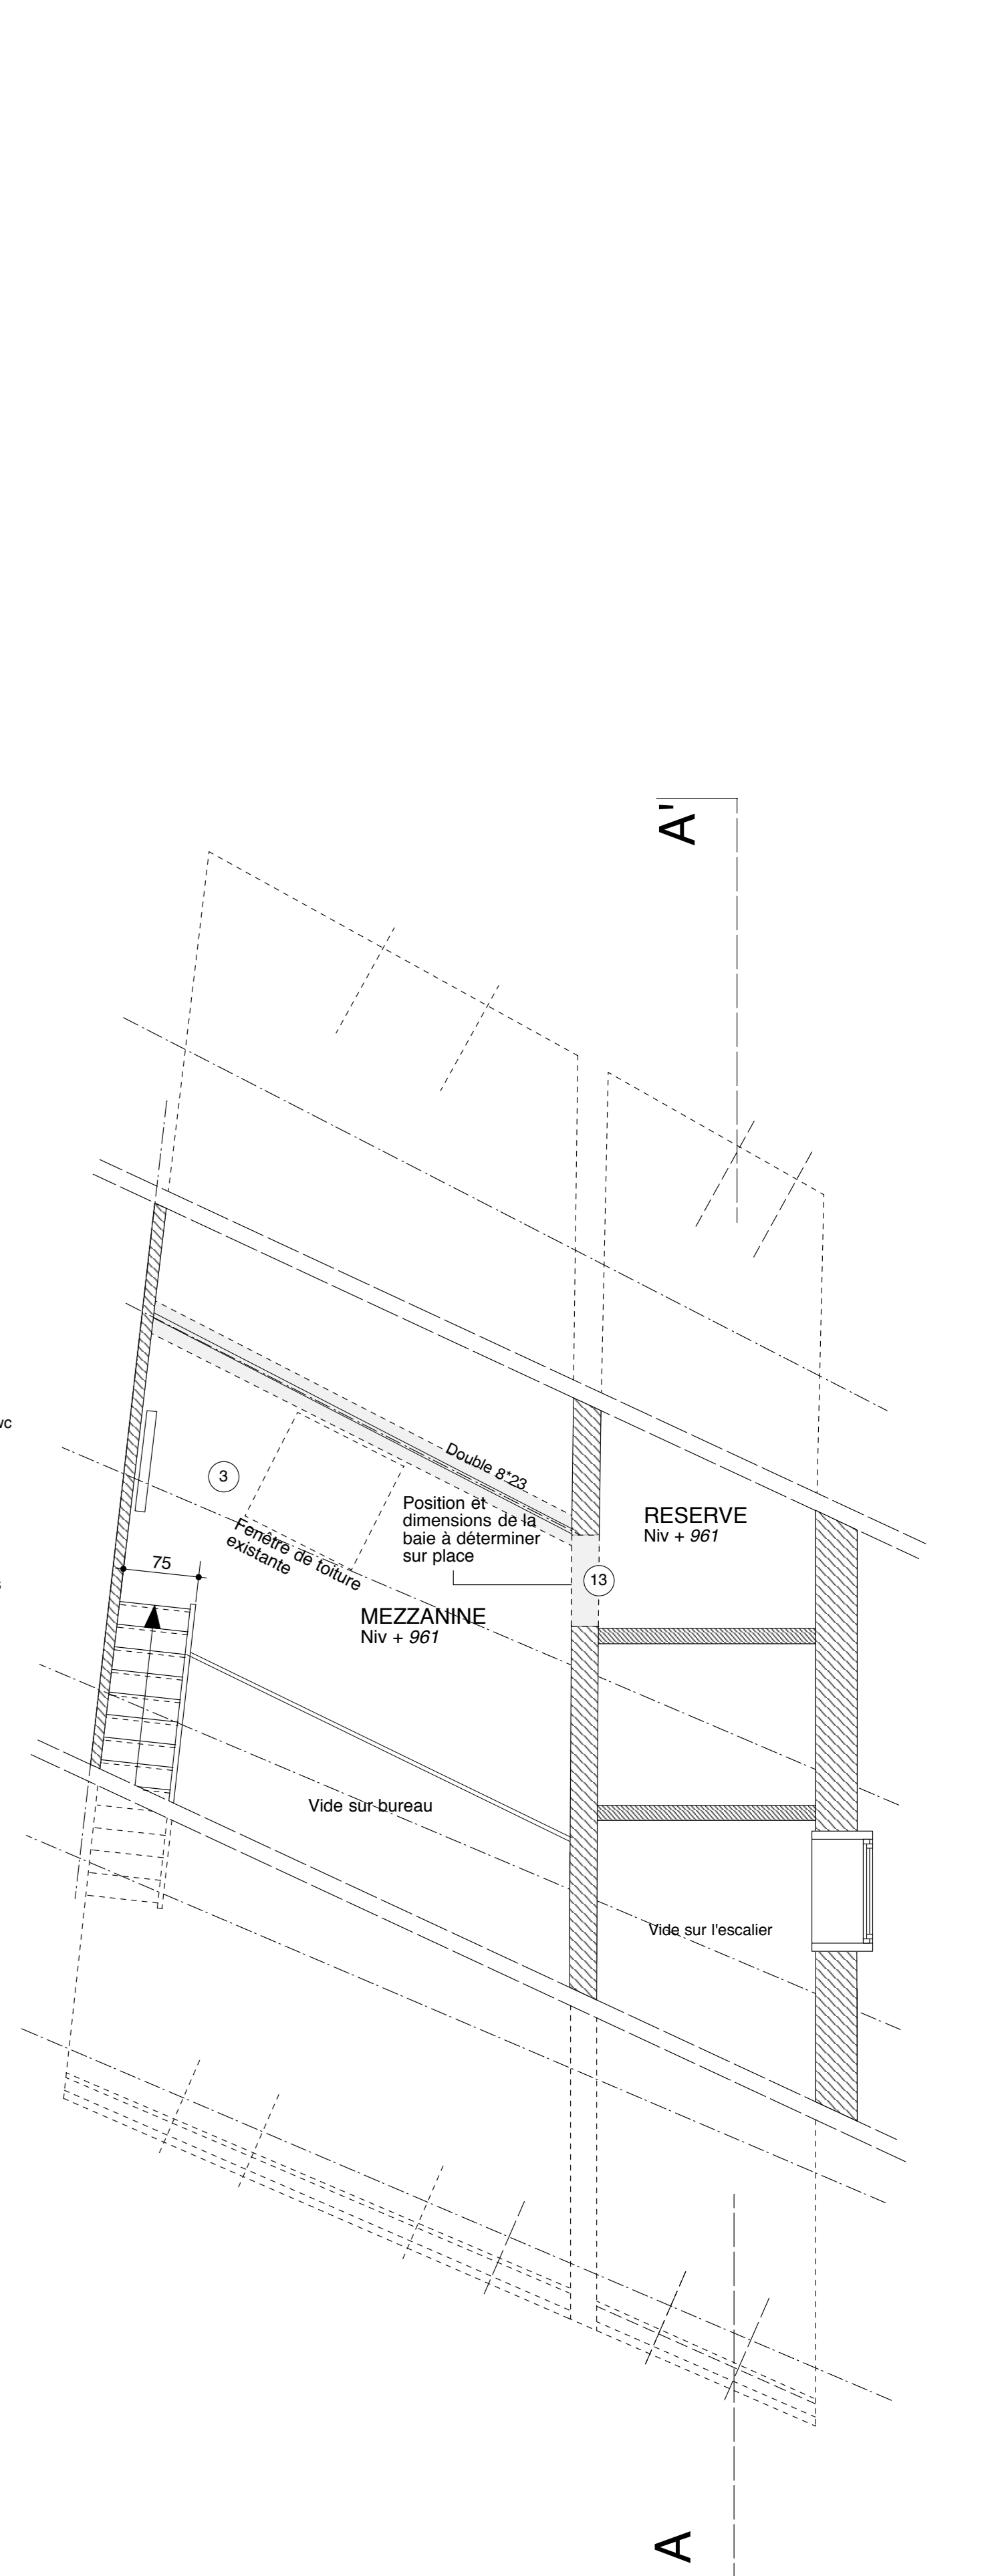 A'
wc
Double 8*23
3
Position et
dimensions de la
baie à déterminer
sur place
RESERVE
Niv + 961
Fenêtre de toiture
existante
75
13
MEZZANINE
Niv + 961
Vide sur bureau
Vide sur l'escalier
A